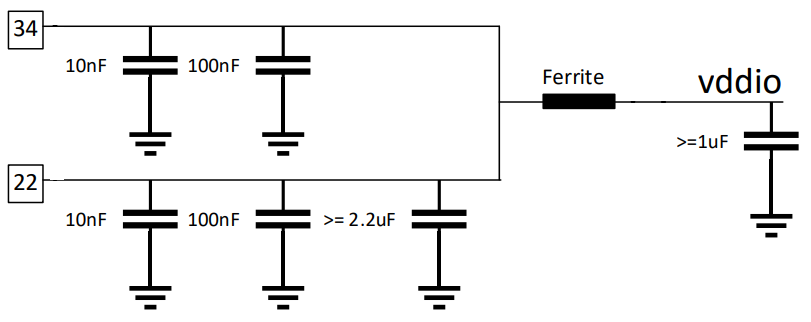 34
10nF
100nF
Ferrite
vddio
>=1uF
22
10nF
100nF
>= 2.2uF